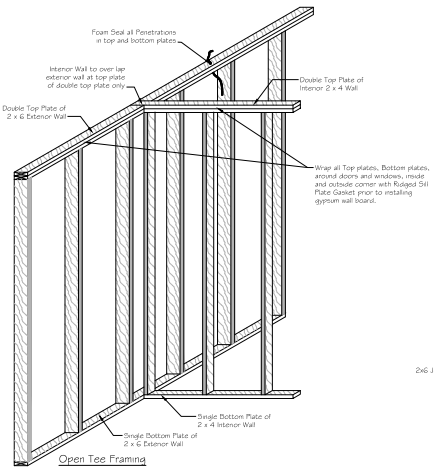 Foam Seal all Penetrations
in top and bottom plates
Interior Wall to over lap
exterior wall at top plate
of double top plate only
Double Top Plate of
Interior 2 x 4 Wall
Double Top Plate of
2 x 6 Exterior Wall
Wrap all Top plates, Bottom plates,
around doors and windows, inside
and outside corner with Ridged Sill
Plate Gasket prior to installing
gypsum wall board.
2x6 J
Single Bottom Plate of
2 x 4 Interior Wall
Single Bottom Plate of
2 x 6 Exterior Wall
Open Tee Framing